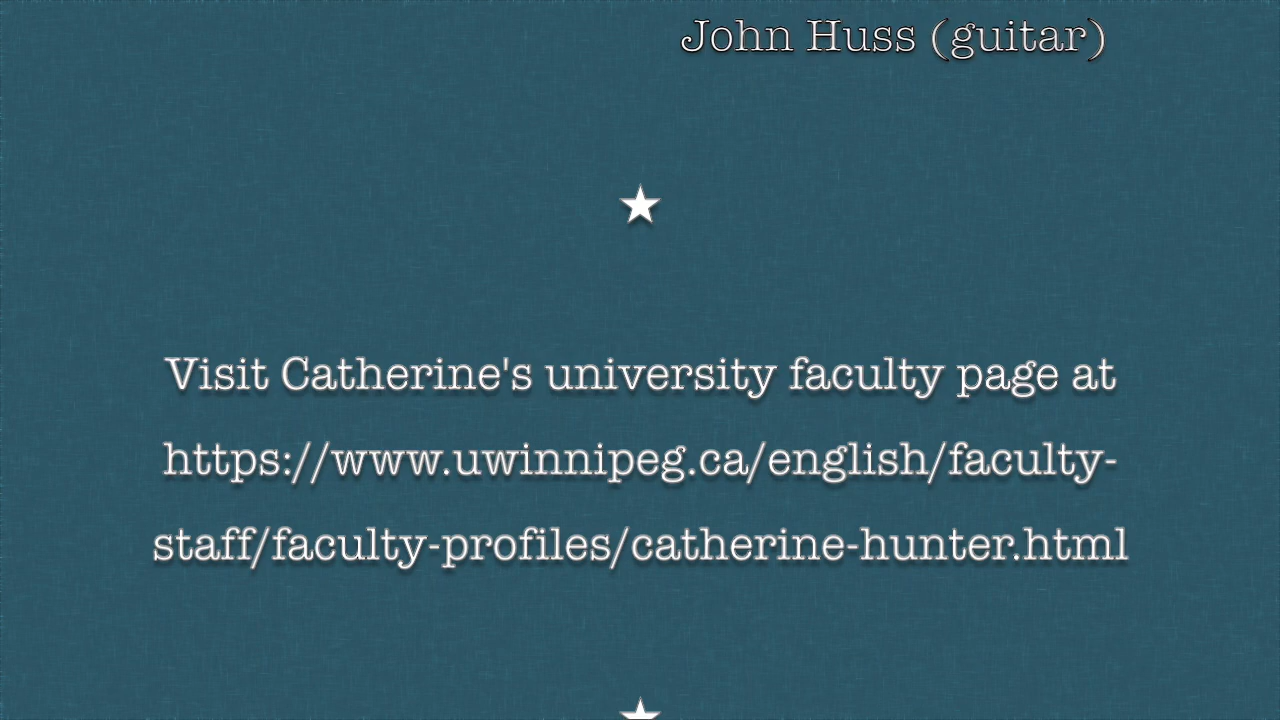 John Huss (guitar)
Visit Catherine's university faculty page at
https://www.uwinnipeg.ca/english/faculty-
staff/faculty-profiles/catherine-hunter.html